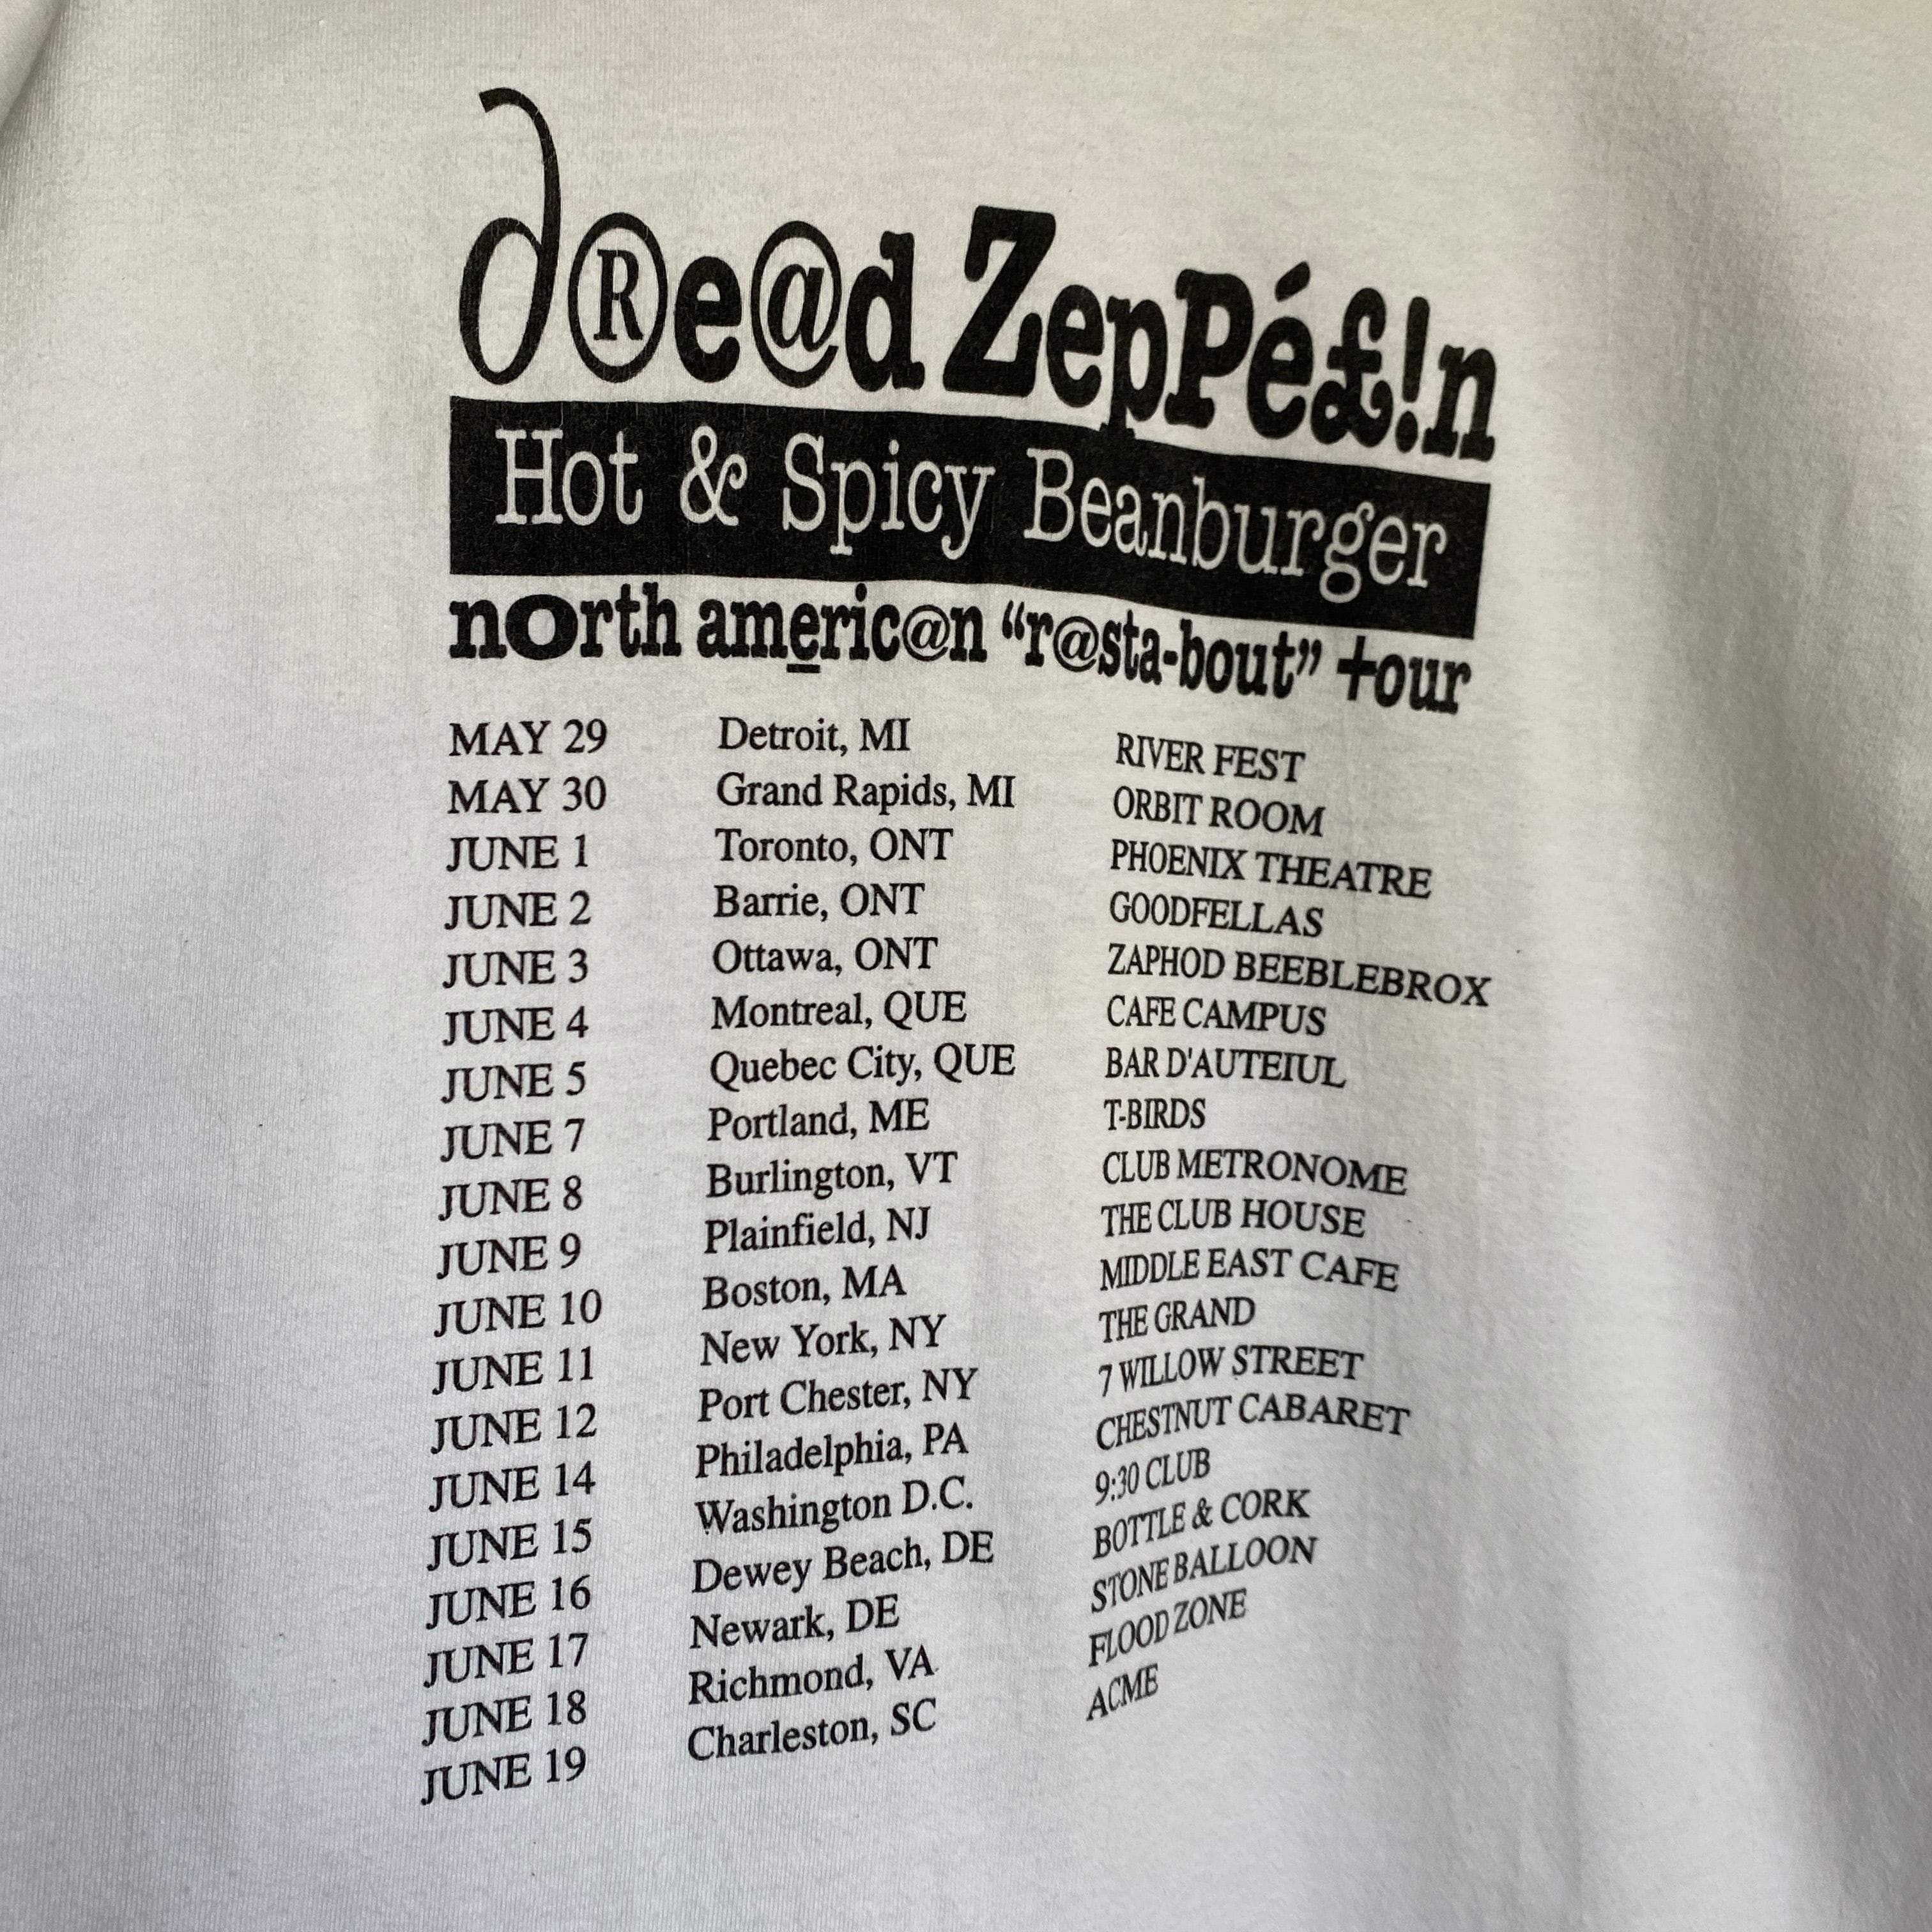 d®e@d ZepPé£!n
Hot & Spicy Beanburger
nOrth americ@n “r@sta-bout” tour
MAY 29 Detroit, MI RIVER FEST
MAY 30 Grand Rapids, MI ORBIT ROOM
JUNE 1 Toronto, ONT PHOENIX THEATRE
JUNE 2 Barrie, ONT GOODFELLAS
JUNE 3 Ottawa, ONT ZAPHOD BEEBLEBROX
JUNE 4 Montreal, QUE CAFE CAMPUS
JUNE 5 Quebec City, QUE BAR D'AUTEIUL
JUNE 7 Portland, ME T-BIRDS
JUNE 8 Burlington, VT CLUB METRONOME
JUNE 9 Plainfield, NJ THE CLUB HOUSE
JUNE 10 Boston, MA MIDDLE EAST CAFE
JUNE 11 New York, NY THE GRAND
JUNE 12 Port Chester, NY 7 WILLOW STREET
JUNE 14 Philadelphia, PA CHESTNUT CABARET
JUNE 15 Washington D.C. 9:30 CLUB
JUNE 16 Dewey Beach, DE BOTTLE & CORK
JUNE 17 Newark, DE STONE BALLOON
JUNE 18 Richmond, VA FLOOD ZONE
JUNE 19 Charleston, SC ACME